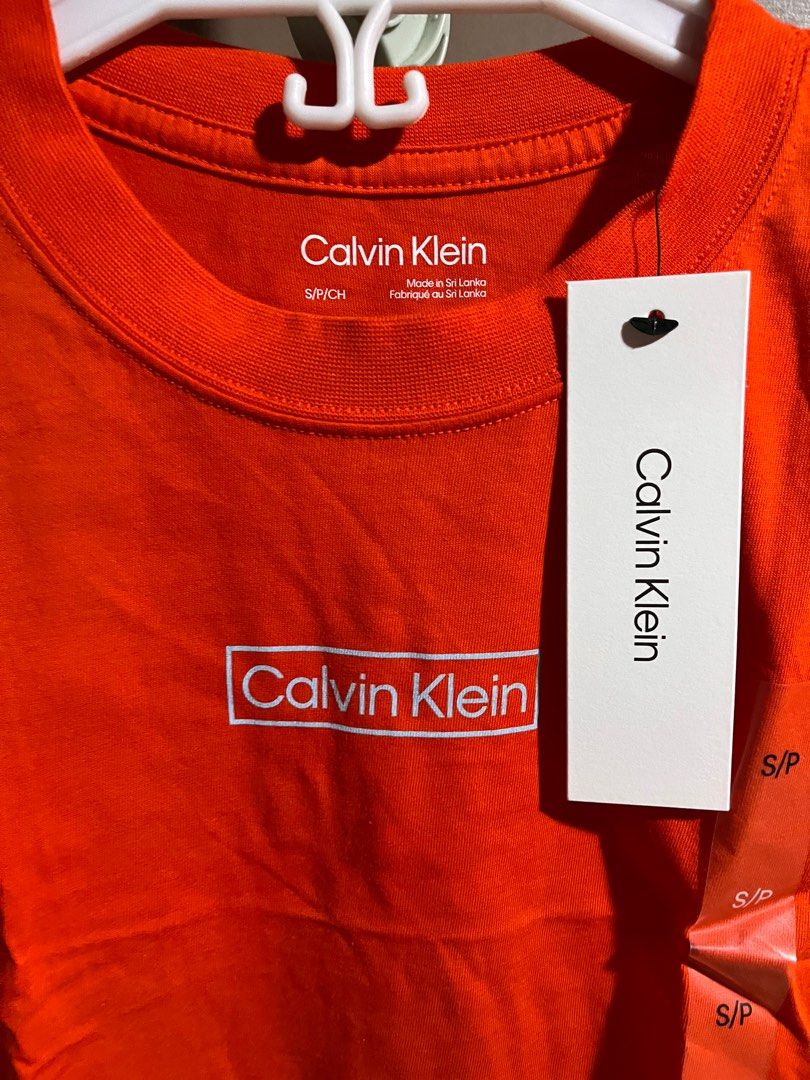 Calvin Klein
Made in Sri Lanka
S/P/CH
Fabriqué au Sri Lanka
Calvin Klein
Calvin Klein
S/P
S/P
S/P